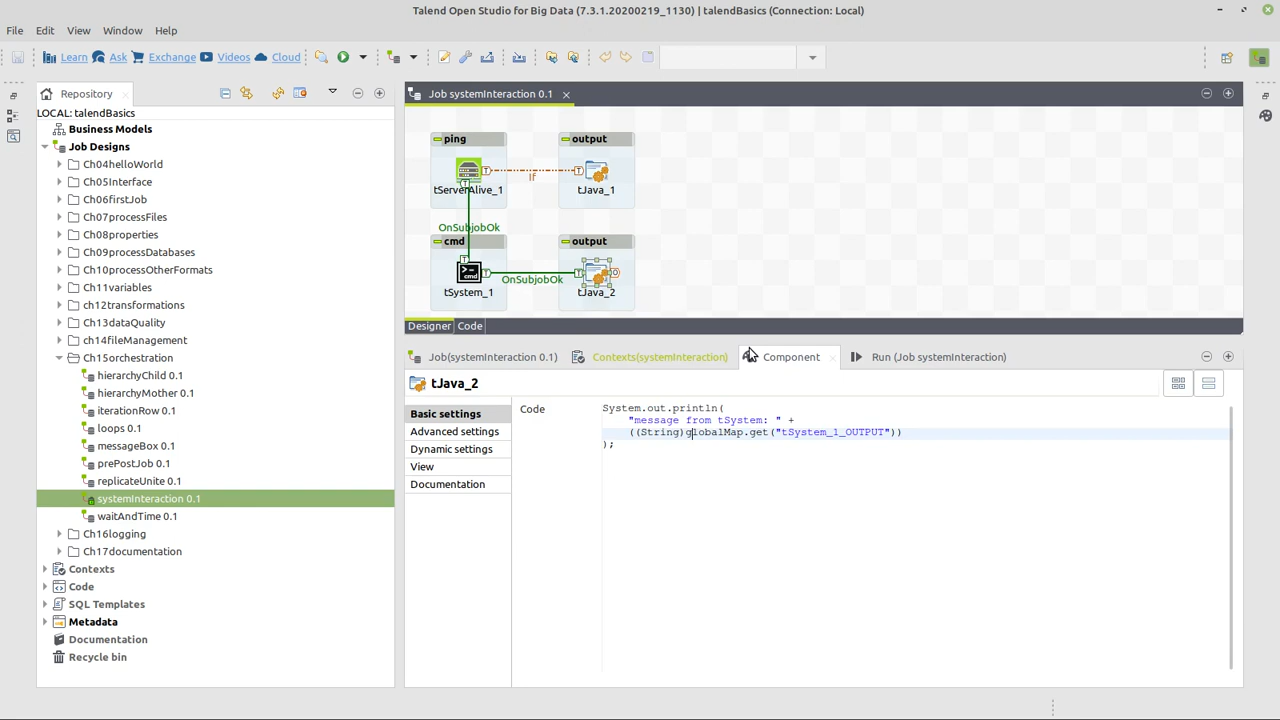 Talend Open Studio for Big Data (7.3.1.20200219_1130) | talendBasics (Connection: Local)
File Edit View Window Help
Learn Ask Exchange Videos Cloud
Repository
LOCAL: talendBasics
Business Models
Job Designs
Ch04helloWorld
Ch05Interface
Ch06firstJob
Ch07processFiles
Ch08properties
Ch09processDatabases
Ch10processOtherFormats
Ch11variables
ch12transformations
Ch13dataQuality
ch14fileManagement
Ch15orchestration
hierarchyChild 0.1
hierarchyMother 0.1
iterationRow 0.1
loops 0.1
messageBox 0.1
prePostJob 0.1
replicateUnite 0.1
systemInteraction 0.1
waitAndTime 0.1
Ch16logging
Ch17documentation
Contexts
Code
SQL Templates
Metadata
Documentation
Recycle bin
Job systemInteraction 0.1
ping
output
If
tServerAlive_1
tJava_1
OnSubjobOk
cmd
output
OnSubjobOk
tSystem_1
tJava_2
Designer Code
Job(systemInteraction 0.1) Contexts(systemInteraction) Component Run (Job systemInteraction)
tJava_2
Basic settings
Advanced settings
Dynamic settings
View
Documentation
Code
System.out.println(
"message from tSystem: " +
((String)globalMap.get("tSystem_1_OUTPUT"))
);